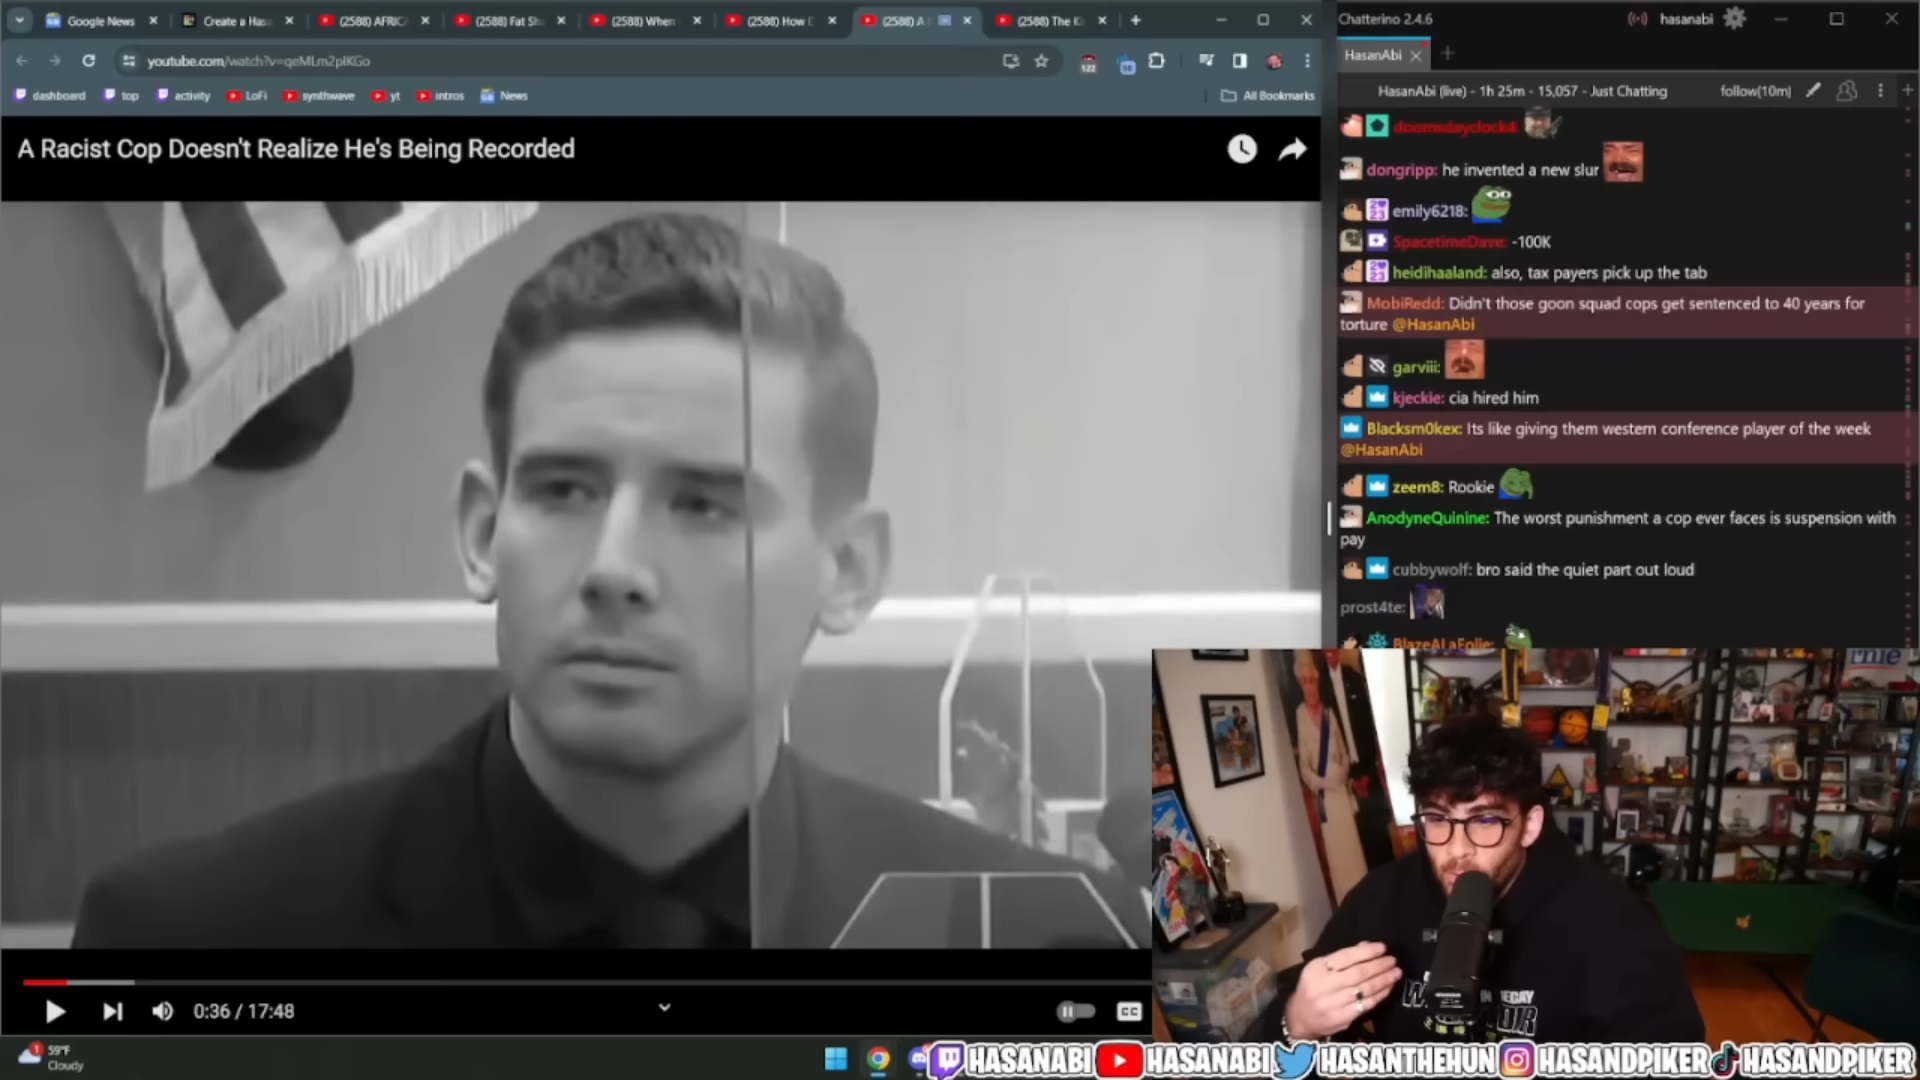 Google News
Create a Has
(2588) AFRIC
(2588) Fat Sh
(2588) When
(2588) How D
(2588) A
(2588) The K
youtube.com/watch?v=qeMLm2plKGo
122
dashboard
top
activity
LoFi
synthwave
yt
intros
News
All Bookmarks
A Racist Cop Doesn't Realize He's Being Recorded
0:36 / 17:48
CC
1
59°F
Cloudy
Chatterino 2.4.6
hasanabi
HasanAbi
HasanAbi (live) - 1h 25m - 15,057 - Just Chatting
follow(10m)
doomsdayclock4:
dongripp: he invented a new slur
emily6218:
SpacetimeDave: -100K
heidihaaland: also, tax payers pick up the tab
MobiRedd: Didn't those goon squad cops get sentenced to 40 years for
torture @HasanAbi
garviii:
kjeckie: cia hired him
Blacksm0kex: Its like giving them western conference player of the week
@HasanAbi
zeem8: Rookie
AnodyneQuinine: The worst punishment a cop ever faces is suspension with
pay
cubbywolf: bro said the quiet part out loud
prost4te:
BlazeALaFolie:
HASANABI HASANABI HASANTHEHUN HASANDPIKER HASANDPIKER